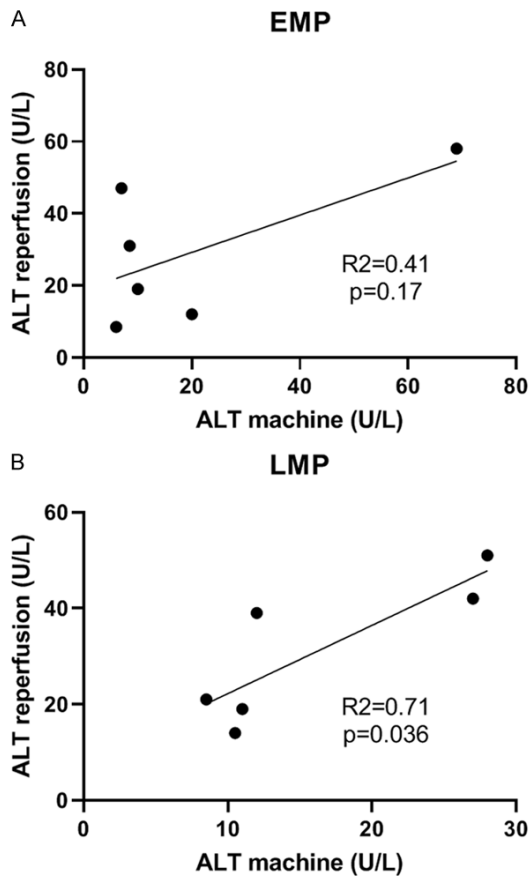 A
EMP
ALT reperfusion (U/L)
80
60
40
20
0
R2=0.41
p=0.17
0 20 40 60 80
ALT machine (U/L)
B
LMP
ALT reperfusion (U/L)
60
40
20
0
R2=0.71
p=0.036
0 10 20 30
ALT machine (U/L)